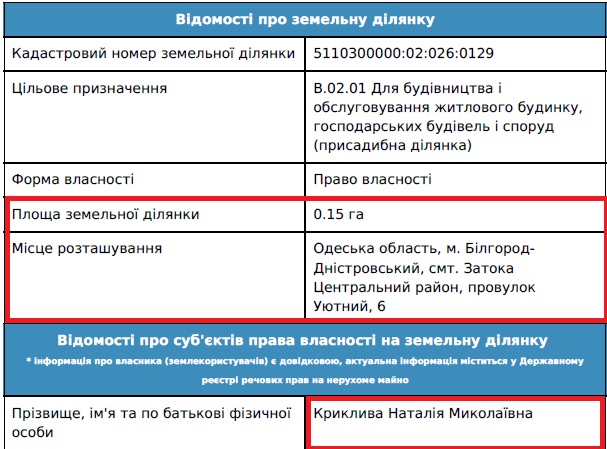 Відомості про земельну ділянку
Кадастровий номер земельної ділянки
5110300000:02:026:0129
Цільове призначення
В.02.01 Для будівництва і
обслуговування житлового будинку,
господарських будівель і споруд
(присадибна ділянка)
Форма власності
Право власності
Площа земельної ділянки
0.15 га
Місце розташування
Одеська область, м. Білгород-
Дністровський, смт. Затока
Центральний район, провулок
Уютний, 6
Відомості про суб'єктів права власності на земельну ділянку
* інформація про власника (землекористувачів) є довідковою, актуальна інформація міститься у Державному
реєстрі речових прав на нерухоме майно
Прізвище, ім'я та по батькові фізичної
особи
Криклива Наталія Миколаївна